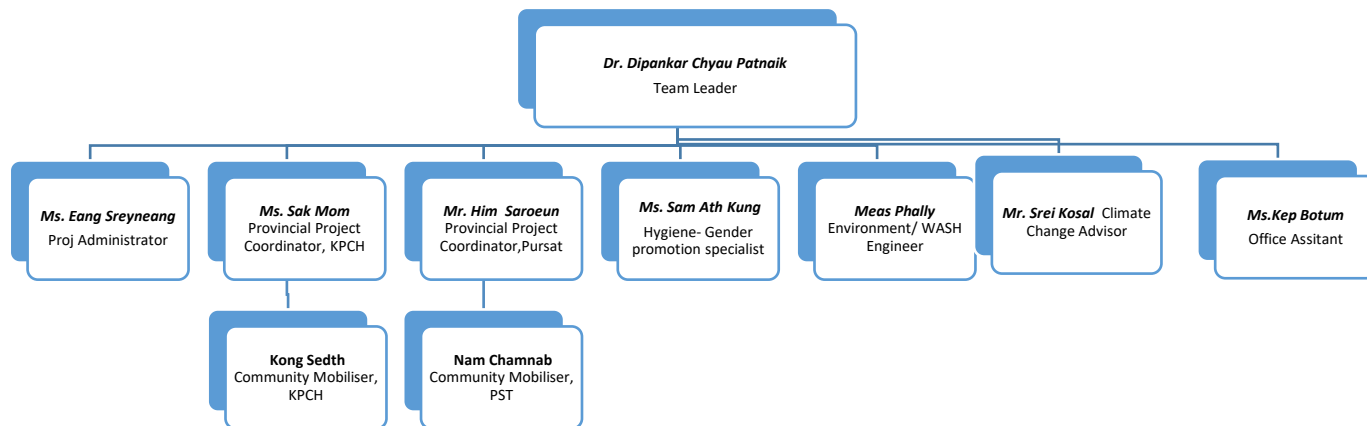 Dr. Dipankar Chyau Patnaik
Team Leader
Ms. Eang Sreyneang
Proj Administrator
Ms. Sak Mom
Provincial Project
Coordinator, KPCH
Mr. Him Saroeun
Provincial Project
Coordinator,Pursat
Ms. Sam Ath Kung
Hygiene- Gender
promotion specialist
Meas Phally
Environment/ WASH
Engineer
Mr. Srei Kosal Climate
Change Advisor
Ms.Kep Botum
Office Assitant
Kong Sedth
Community Mobiliser,
KPCH
Nam Chamnab
Community Mobiliser,
PST